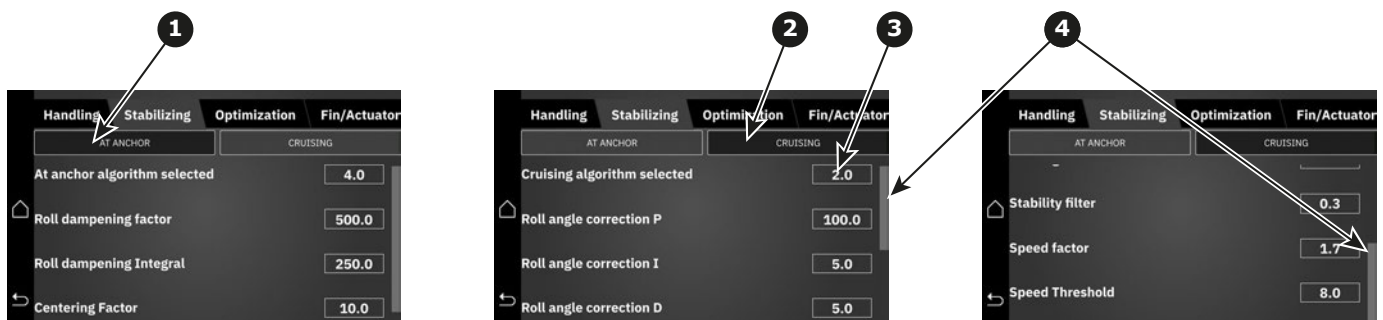 1
2
3
4
Handling Stabilizing Optimization Fin/Actuator
AT ANCHOR CRUISING
At anchor algorithm selected 4.0
Roll dampening factor 500.0
Roll dampening Integral 250.0
Centering Factor 10.0
Handling Stabilizing Optimization Fin/Actuator
AT ANCHOR CRUISING
Cruising algorithm selected 2.0
Roll angle correction P 100.0
Roll angle correction I 5.0
Roll angle correction D 5.0
Handling Stabilizing Optimization Fin/Actuator
AT ANCHOR CRUISING
Stability filter 0.3
Speed factor 1.7
Speed Threshold 8.0